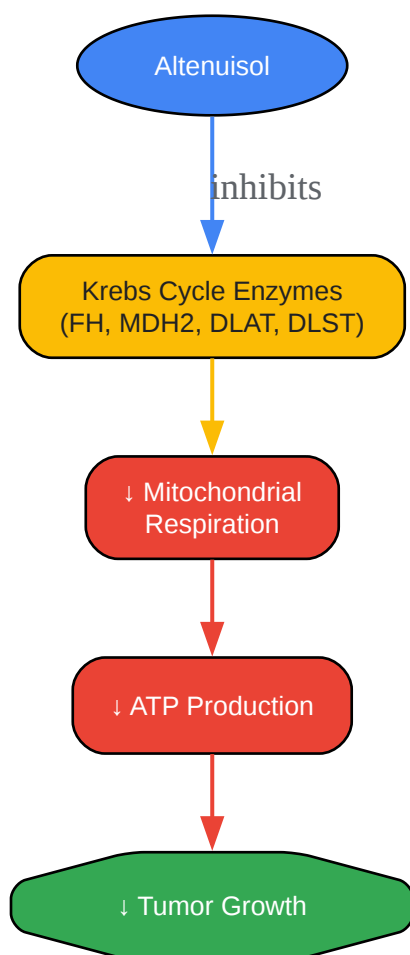 Altenuisol
inhibits
Krebs Cycle Enzymes
(FH, MDH2, DLAT, DLST)
↓ Mitochondrial
Respiration
↓ ATP Production
↓ Tumor Growth